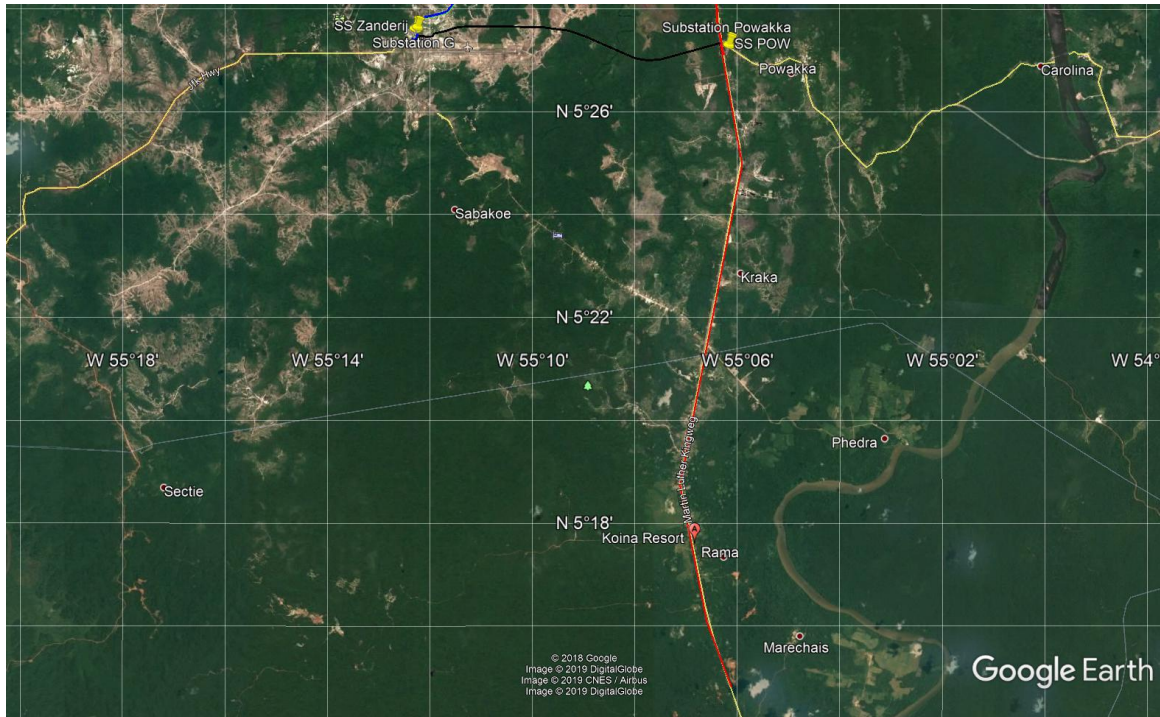 SS Zanderij
Substation G
Substation Powakka
SS POW
Powakka
Carolina
J.F.K. Hwy
N 5°26'
Sabakoe
Kraka
N 5°22'
W 55°18'
W 55°14'
W 55°10'
W 55°06'
W 55°02'
W 54°
Martin Luther Kingweg
Phedra
Sectie
N 5°18'
A
Koina Resort
Rama
Marechais
© 2018 Google
Image © 2019 DigitalGlobe
Image © 2019 CNES / Airbus
Image © 2019 DigitalGlobe
Google Earth